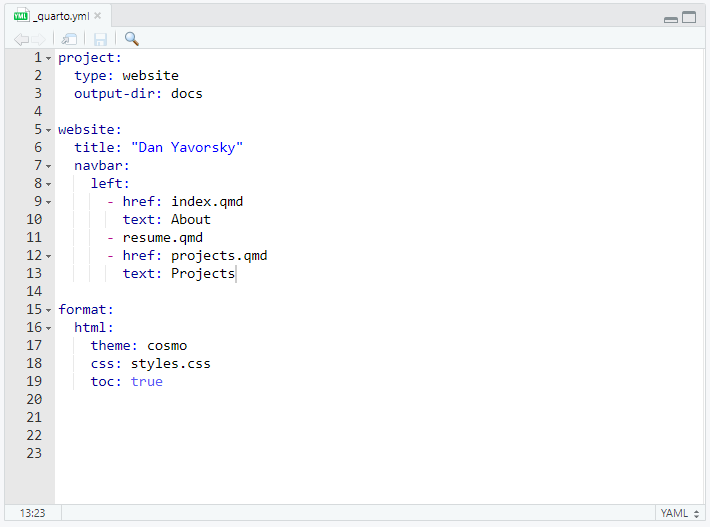 _quarto.yml
1 project:
2   type: website
3   output-dir: docs
4
5 website:
6   title: "Dan Yavorsky"
7   navbar:
8     left:
9       - href: index.qmd
10         text: About
11       - resume.qmd
12       - href: projects.qmd
13         text: Projects
14
15 format:
16   html:
17     theme: cosmo
18     css: styles.css
19     toc: true
20
21
22
23
13:23 YAML